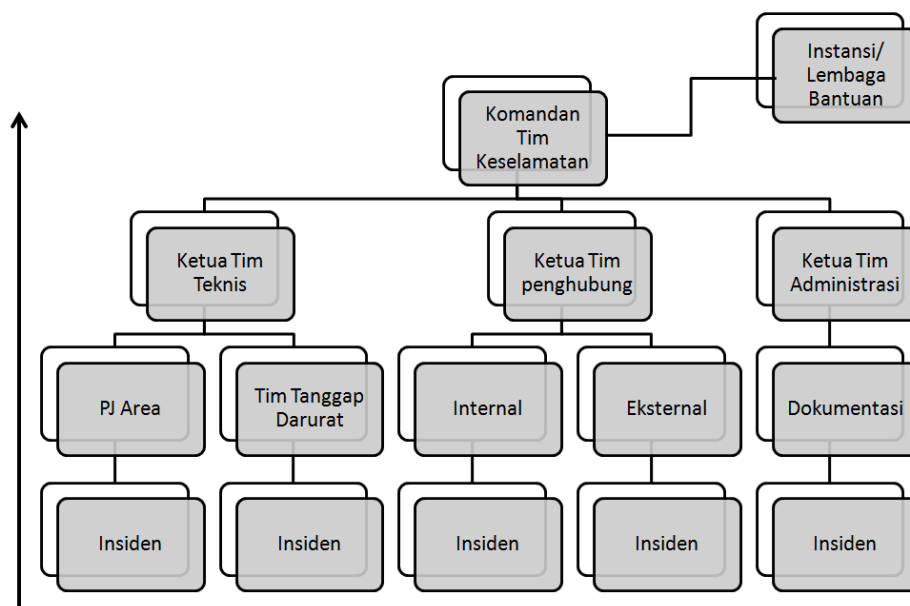 Instansi/
Lembaga
Bantuan
Komandan
Tim
Keselamatan
Ketua Tim
Teknis
Ketua Tim
penghubung
Ketua Tim
Administrasi
PJ Area
Tim Tanggap
Darurat
Internal
Eksternal
Dokumentasi
Insiden
Insiden
Insiden
Insiden
Insiden